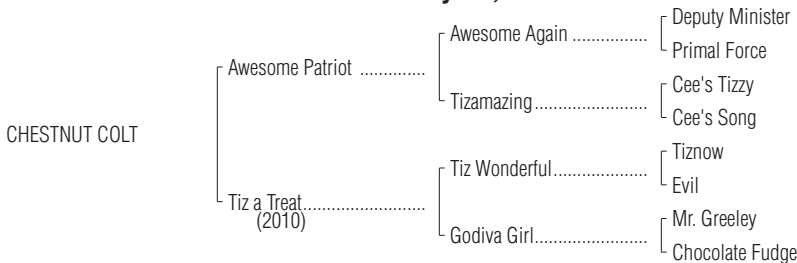 Deputy Minister
Awesome Again ...............
Primal Force
Awesome Patriot ..............
Cee's Tizzy
Tizamazing......................
Cee's Song
CHESTNUT COLT
Tiznow
Tiz Wonderful..................
Evil
Tiz a Treat.........................
(2010)
Mr. Greeley
Godiva Girl......................
Chocolate Fudge